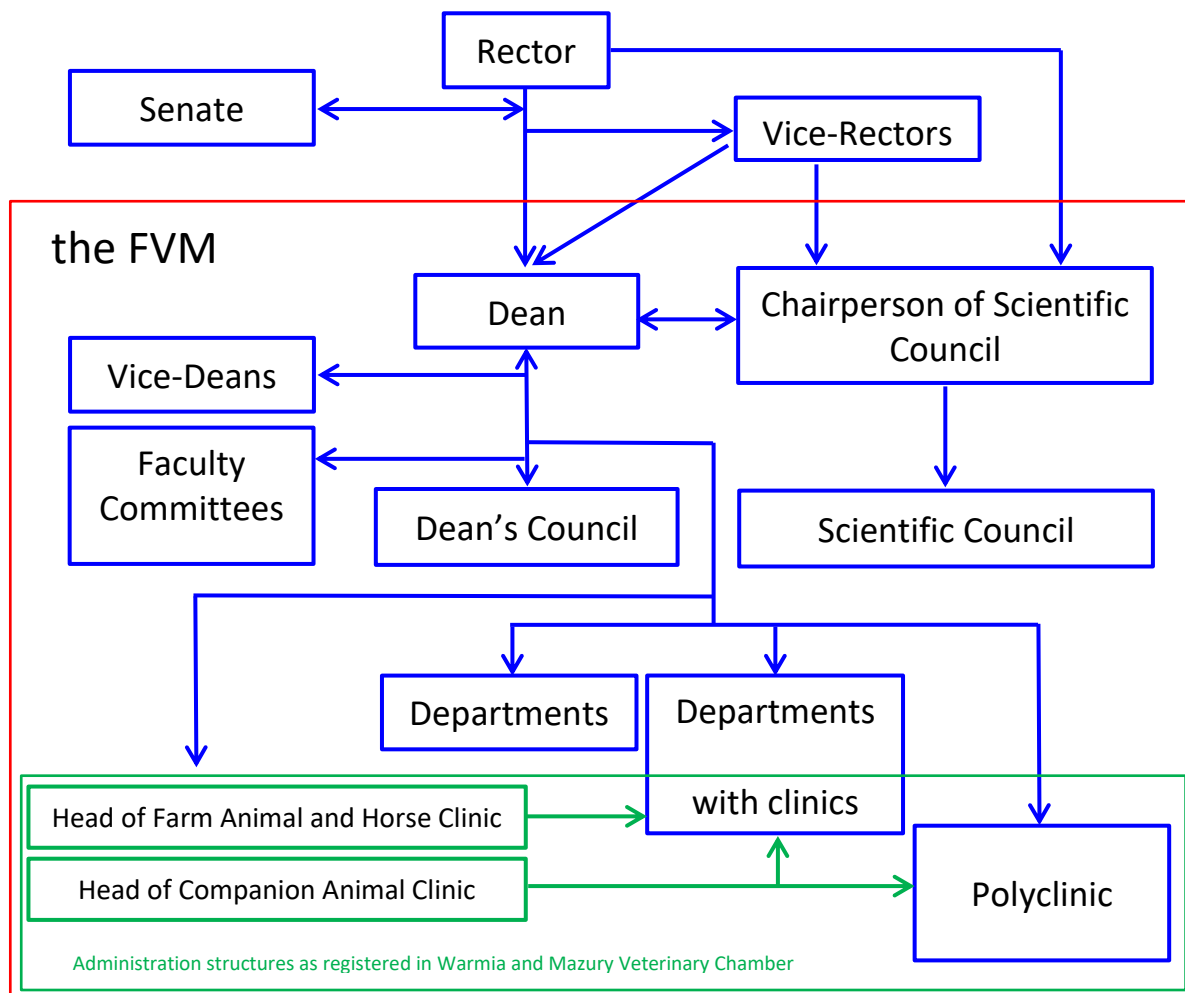 Rector
Senate
Vice-Rectors
the FVM
Dean
Chairperson of Scientific
Council
Vice-Deans
Faculty
Committees
Dean’s Council
Scientific Council
Departments
Departments
with clinics
Head of Farm Animal and Horse Clinic
Head of Companion Animal Clinic
Polyclinic
Administration structures as registered in Warmia and Mazury Veterinary Chamber